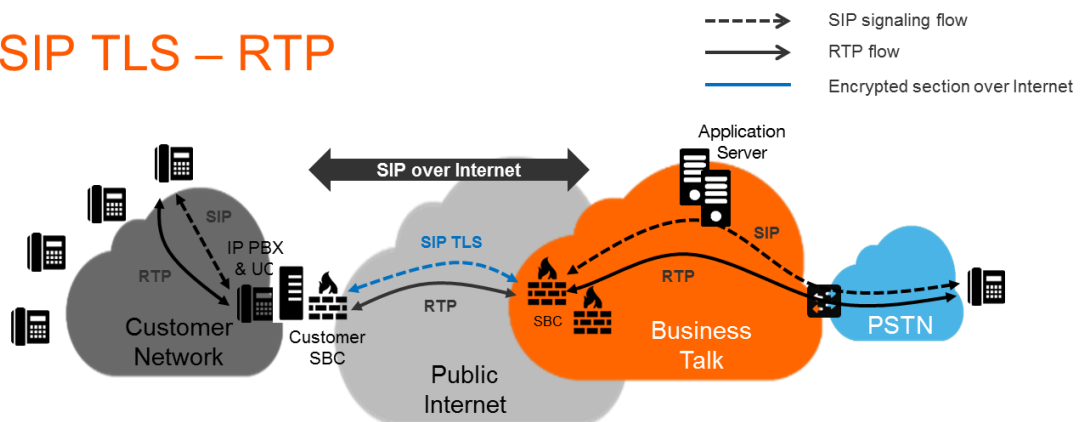 SIP TLS – RTP
SIP signaling flow
RTP flow
Encrypted section over Internet
Application
Server
SIP over Internet
SIP
RTP
IP PBX
& UC
Customer
Network
Customer
SBC
SIP TLS
RTP
Public
Internet
SBC
SIP
RTP
Business
Talk
PSTN